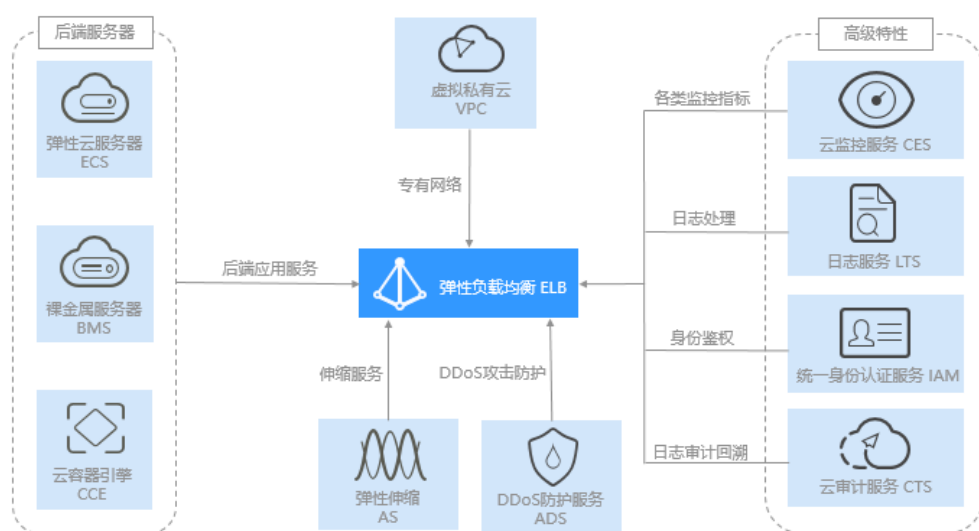 后端服务器
弹性云服务器
ECS
裸金属服务器
BMS
云容器引擎
CCE
后端应用服务
虚拟私有云
VPC
专有网络
弹性负载均衡 ELB
伸缩服务
弹性伸缩
AS
DDoS攻击防护
DDoS防护服务
ADS
高级特性
各类监控指标
云监控服务 CES
日志处理
日志服务 LTS
身份鉴权
统一身份认证服务 IAM
日志审计回溯
云审计服务 CTS